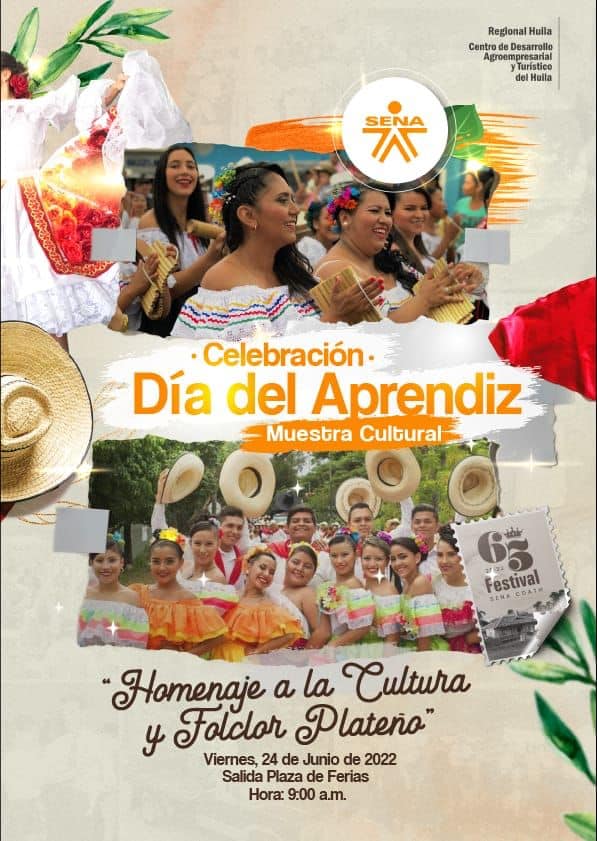 Regional Huila
Centro de Desarrollo
Agroempresarial
y Turístico
del Huila
SENA
· Celebración ·
Día del Aprendiz
Muestra Cultural
65
Festival
SENA CDATH
“Homenaje a la Cultura
y Folclor Plateño”
Viernes, 24 de Junio de 2022
Salida Plaza de Ferias
Hora: 9:00 a.m.